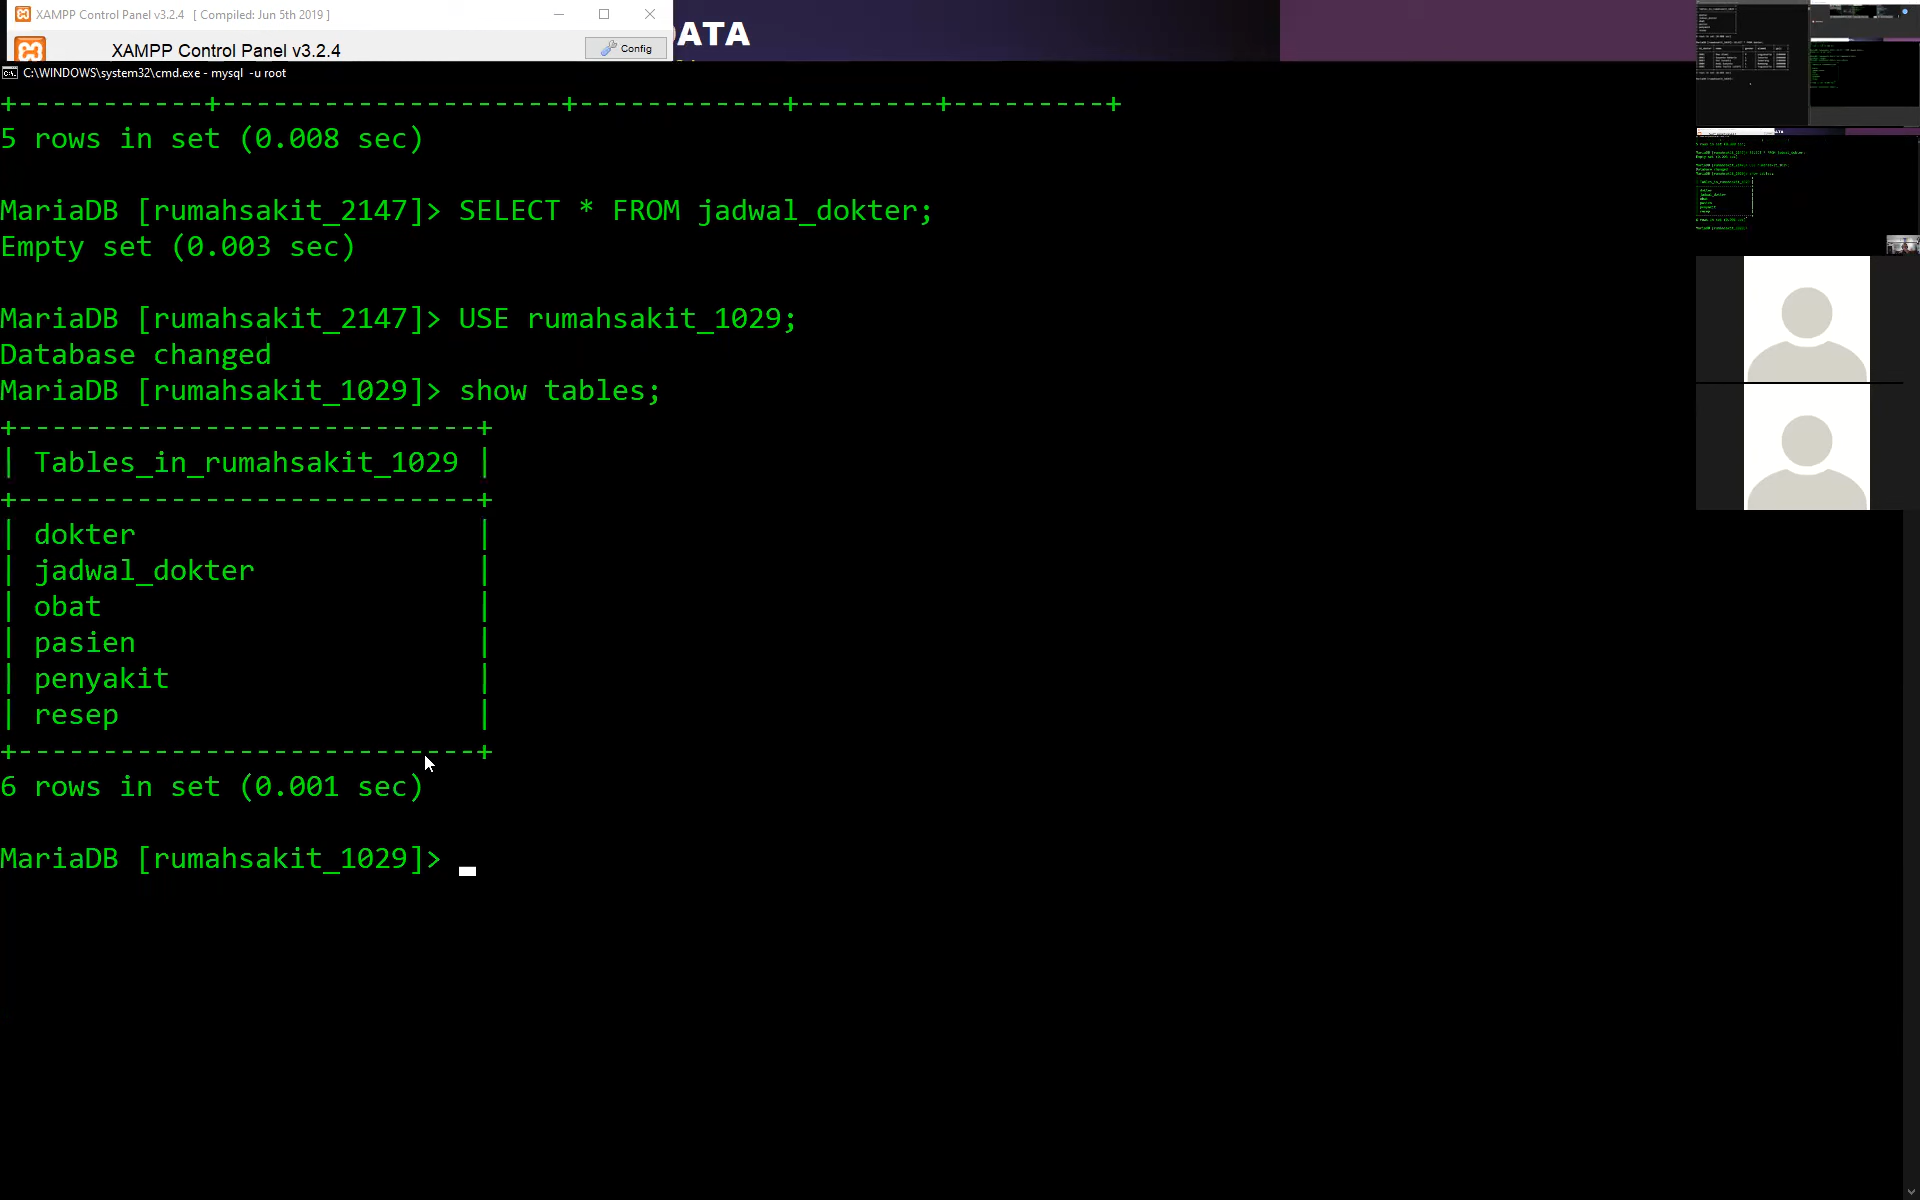 XAMPP Control Panel v3.2.4 [ Compiled: Jun 5th 2019 ]
XAMPP Control Panel v3.2.4
Config
DATA
C:\WINDOWS\system32\cmd.exe - mysql -u root
+-----------+--------------------+------------+--------+---------+
5 rows in set (0.008 sec)
MariaDB [rumahsakit_2147]> SELECT * FROM jadwal_dokter;
Empty set (0.003 sec)
MariaDB [rumahsakit_2147]> USE rumahsakit_1029;
Database changed
MariaDB [rumahsakit_1029]> show tables;
+---------------------------+
| Tables_in_rumahsakit_1029 |
+---------------------------+
| dokter                    |
| jadwal_dokter             |
| obat                      |
| pasien                    |
| penyakit                  |
| resep                     |
+---------------------------+
6 rows in set (0.001 sec)
MariaDB [rumahsakit_1029]>